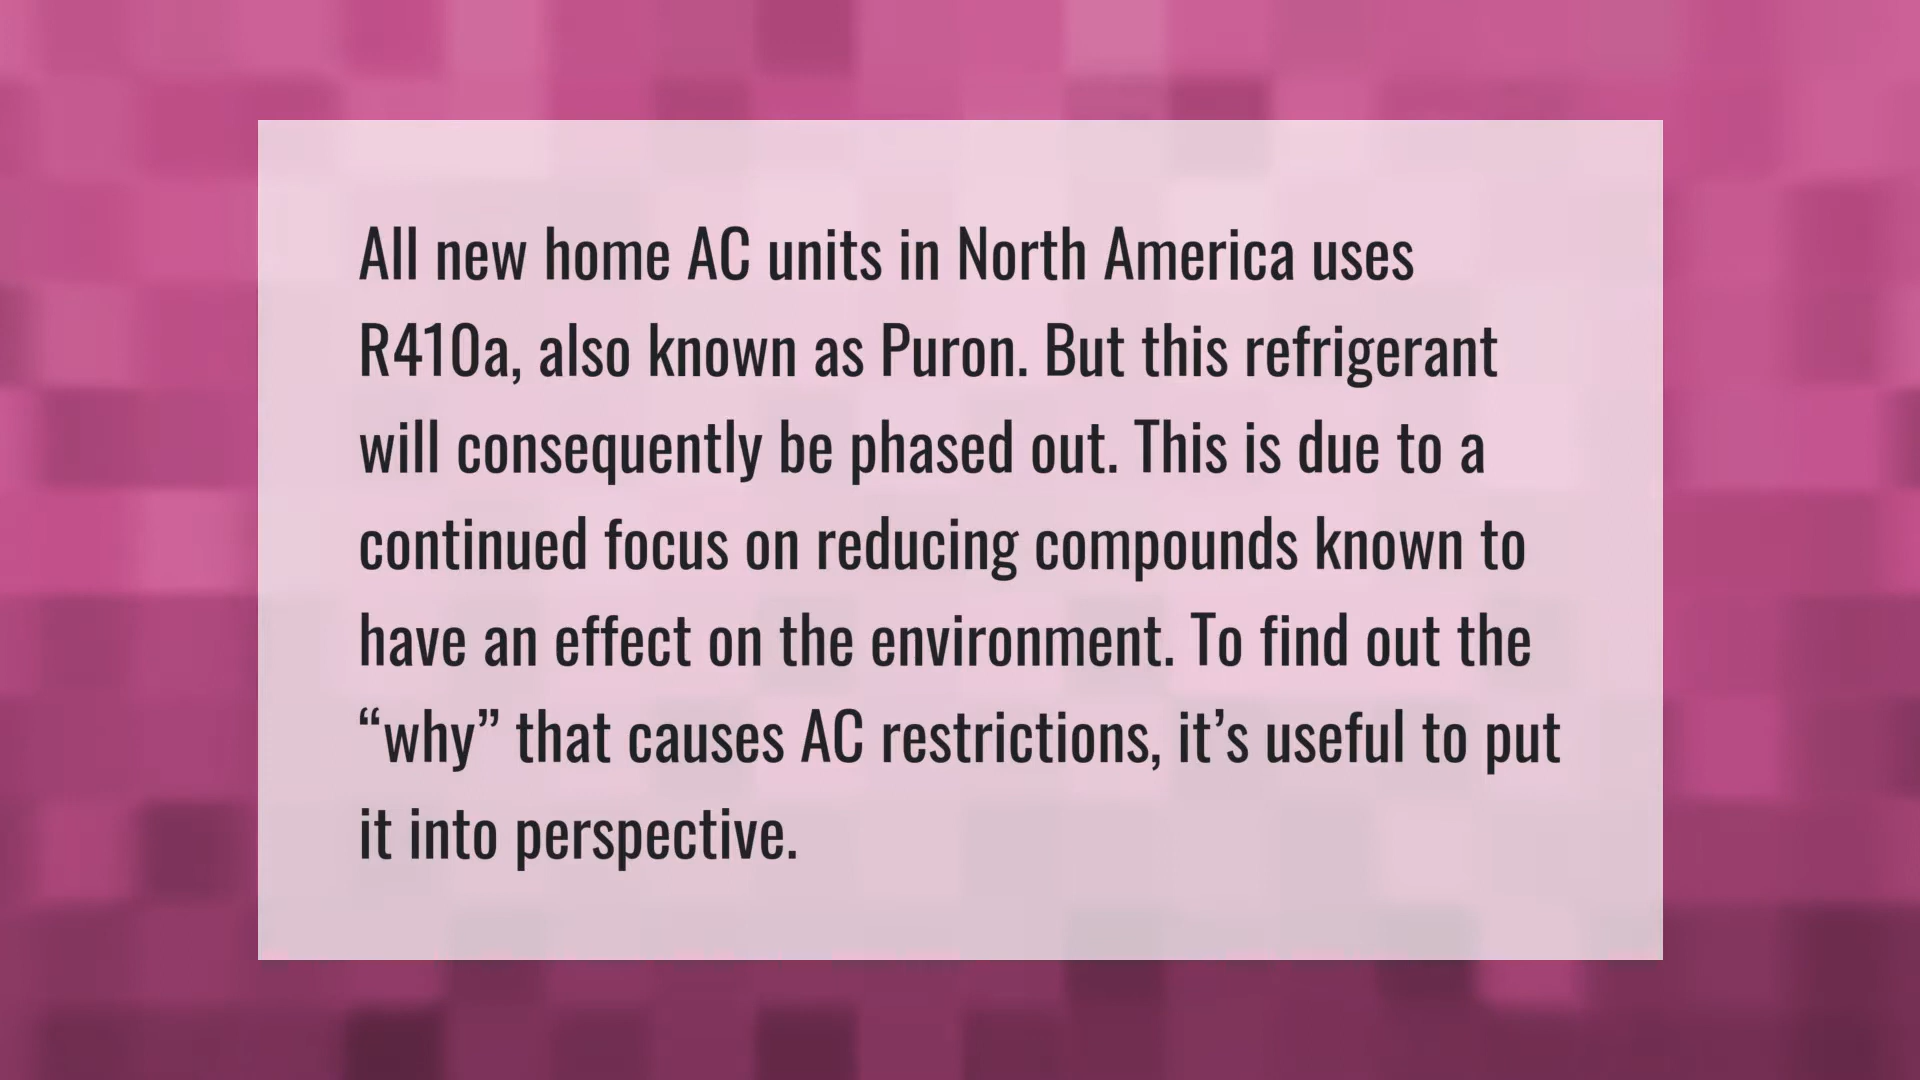 All new home AC units in North America uses
R410a, also known as Puron. But this refrigerant
will consequently be phased out. This is due to a
continued focus on reducing compounds known to
have an effect on the environment. To find out the
“why” that causes AC restrictions, it’s useful to put
it into perspective.